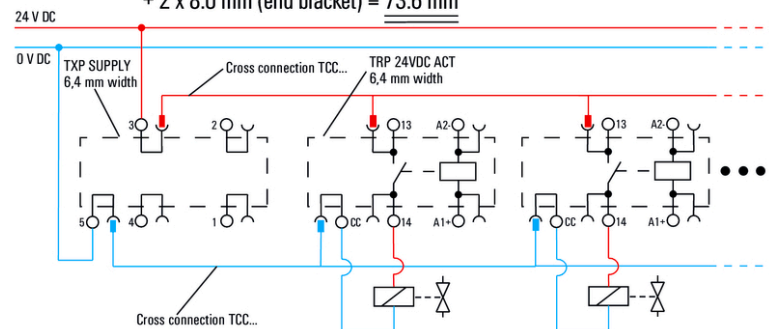 + 2 x 8.0 mm (end bracket) = 73.6 mm
24 V DC
0 V DC
TXP SUPPLY
6,4 mm width
Cross connection TCC...
TRP 24VDC ACT
6,4 mm width
3 2 13 A2- 13 A2-
5 4 1 CC 14 A1+ CC 14 A1+
Cross connection TCC...